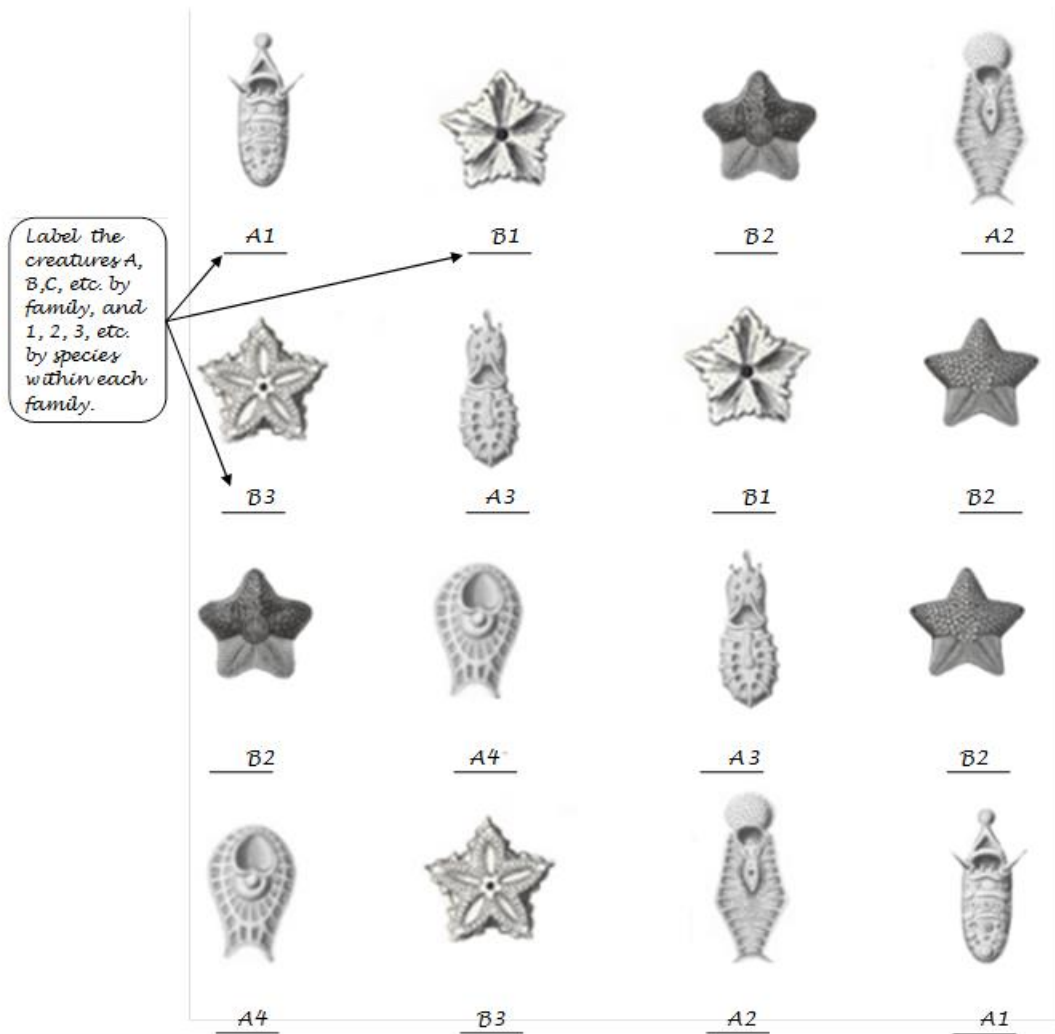 A1
B1
B2
A2
Label the
creatures A,
B,C, etc. by
family, and
1, 2, 3, etc.
by species
within each
family.
B3
A3
B1
B2
B2
A4
A3
B2
A4
B3
A2
A1